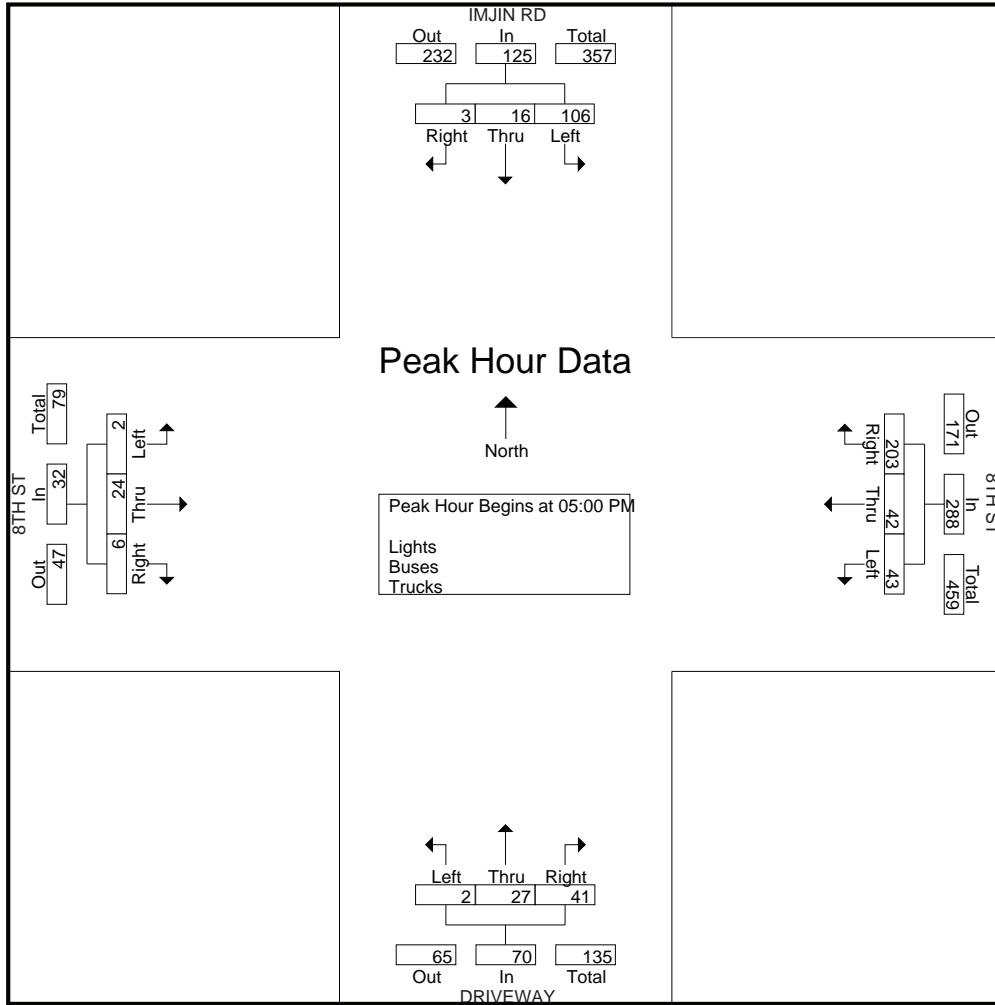 IMJIN RD
Out In Total
232 125 357
3 16 106
Right Thru Left
Peak Hour Data
North
Peak Hour Begins at 05:00 PM
Lights
Buses
Trucks
8TH ST
Total In Out
79 32 47
2 24 6
Left Thru Right
8TH ST
Out In Total
171 288 459
203 42 43
Right Thru Left
Left Thru Right
2 27 41
65 70 135
Out In Total
DRIVEWAY